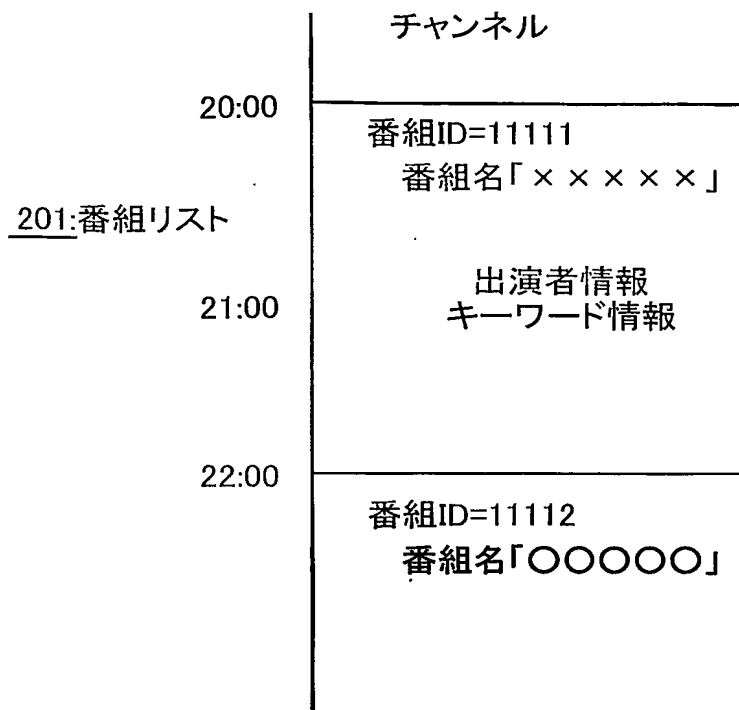 チャンネル
20:00
番組ID=11111
番組名「×××××」
201:番組リスト
出演者情報
21:00
キーワード情報
22:00
番組ID=11112
番組名「○○○○○」